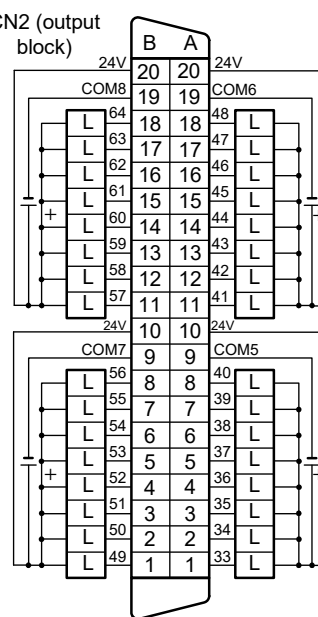 CN2 (output
block)
B A
24V 20 20 24V
COM8 19 19 COM6
L 64 18 18 48 L
L 63 17 17 47 L
L 62 16 16 46 L
L 61 15 15 45 L
+ L 60 14 14 44 L
L 59 13 13 43 L
L 58 12 12 42 L
L 57 11 11 41 L
24V 10 10 24V
COM7 9 9 COM5
L 56 8 8 40 L
L 55 7 7 39 L
L 54 6 6 38 L
L 53 5 5 37 L
+ L 52 4 4 36 L
L 51 3 3 35 L
L 50 2 2 34 L
L 49 1 1 33 L